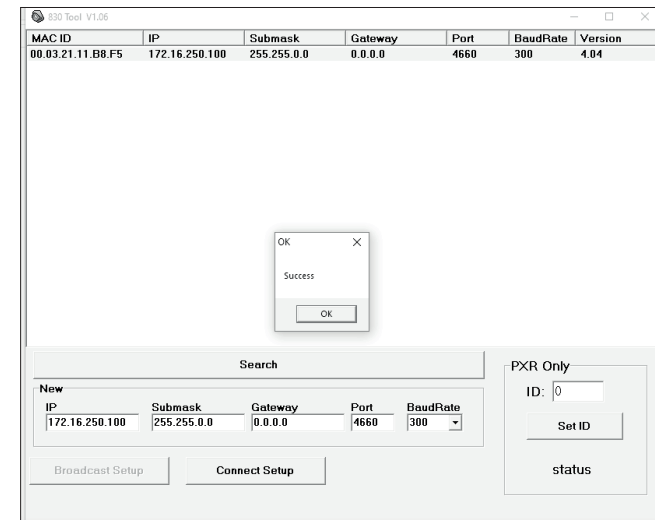 830 Tool V1.06
MAC ID IP Submask Gateway Port BaudRate Version
00.03.21.11.B8.F5 172.16.250.100 255.255.0.0 0.0.0.0 4660 300 4.04
OK
Success
OK
Search
New
IP Submask Gateway Port BaudRate
172.16.250.100 255.255.0.0 0.0.0.0 4660 300
Broadcast Setup Connect Setup
PXR Only
ID: 0
Set ID
status